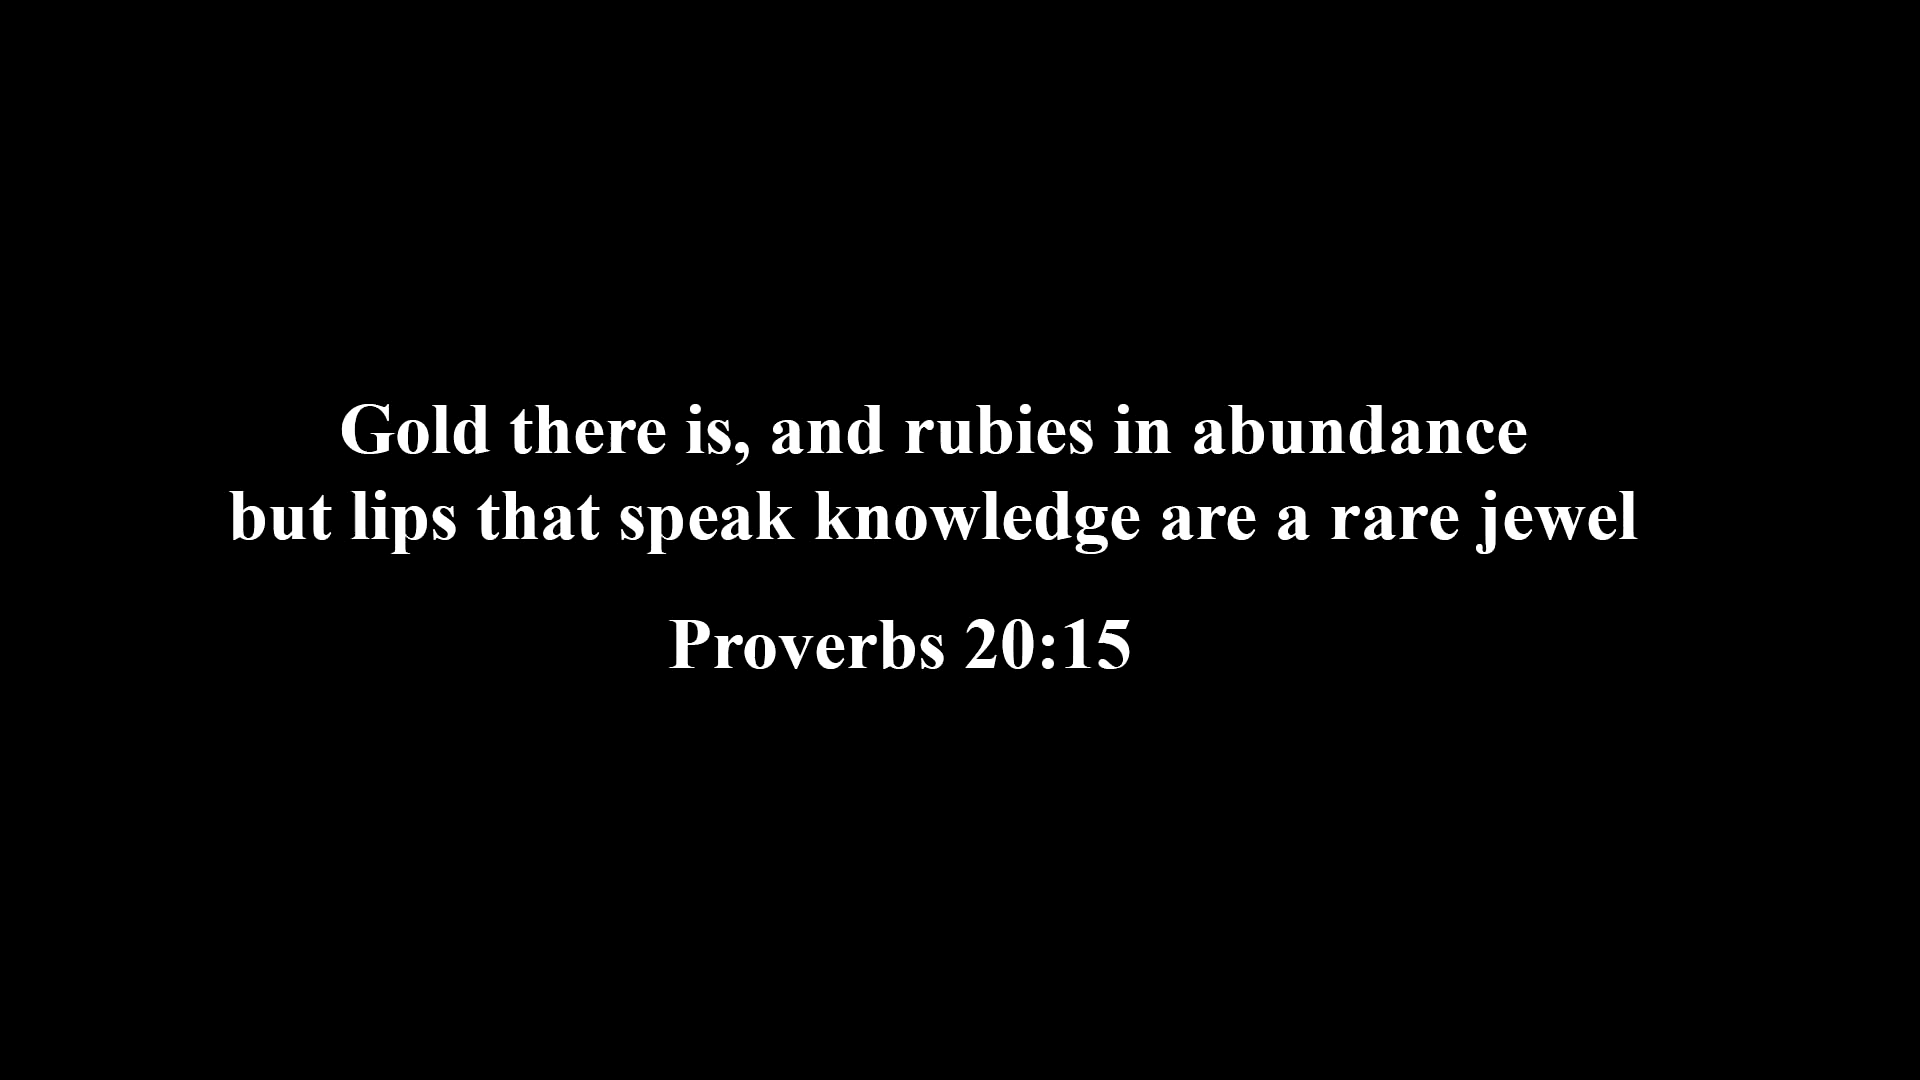 Gold there is, and rubies in abundance
but lips that speak knowledge are a rare jewel
Proverbs 20:15